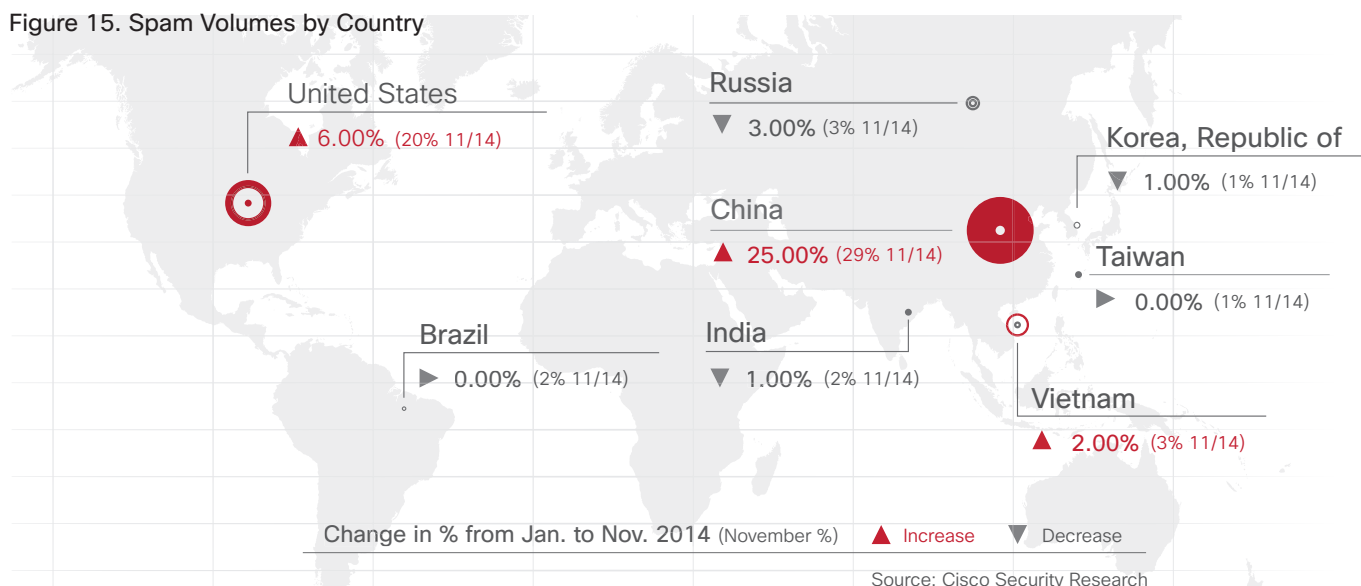 Figure 15. Spam Volumes by Country
United States
6.00% (20% 11/14)
Russia
3.00% (3% 11/14)
Korea, Republic of
1.00% (1% 11/14)
China
25.00% (29% 11/14)
Taiwan
0.00% (1% 11/14)
Brazil
0.00% (2% 11/14)
India
1.00% (2% 11/14)
Vietnam
2.00% (3% 11/14)
Change in % from Jan. to Nov. 2014 (November %) Increase Decrease
Source: Cisco Security Research